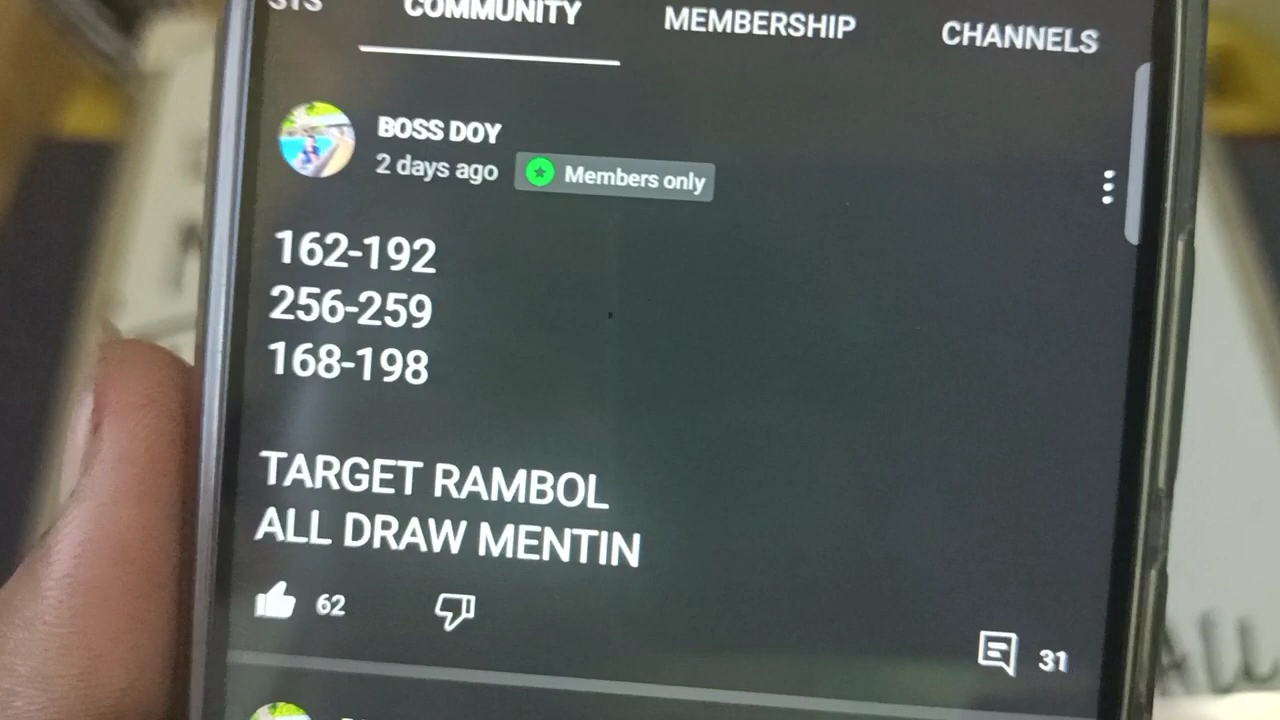 COMMUNITY MEMBERSHIP CHANNELS
BOSS DOY
2 days ago Members only
162-192
256-259
168-198
TARGET RAMBOL
ALL DRAW MENTIN
62 31
ALL